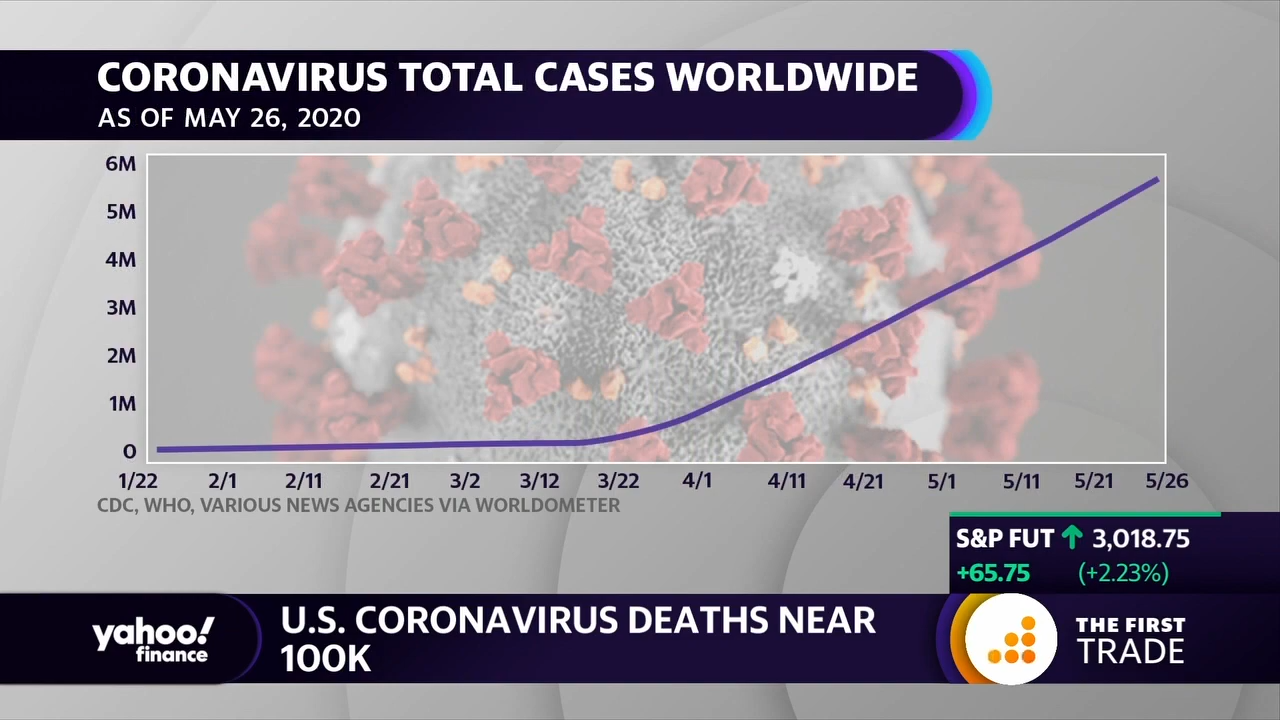 CORONAVIRUS TOTAL CASES WORLDWIDE
AS OF MAY 26, 2020
6M
5M
4M
3M
2M
1M
0
1/22 2/1 2/11 2/21 3/2 3/12 3/22 4/1 4/11 4/21 5/1 5/11 5/21 5/26
CDC, WHO, VARIOUS NEWS AGENCIES VIA WORLDOMETER
S&P FUT 3,018.75
+65.75 (+2.23%)
yahoo!
finance
U.S. CORONAVIRUS DEATHS NEAR
100K
THE FIRST
TRADE